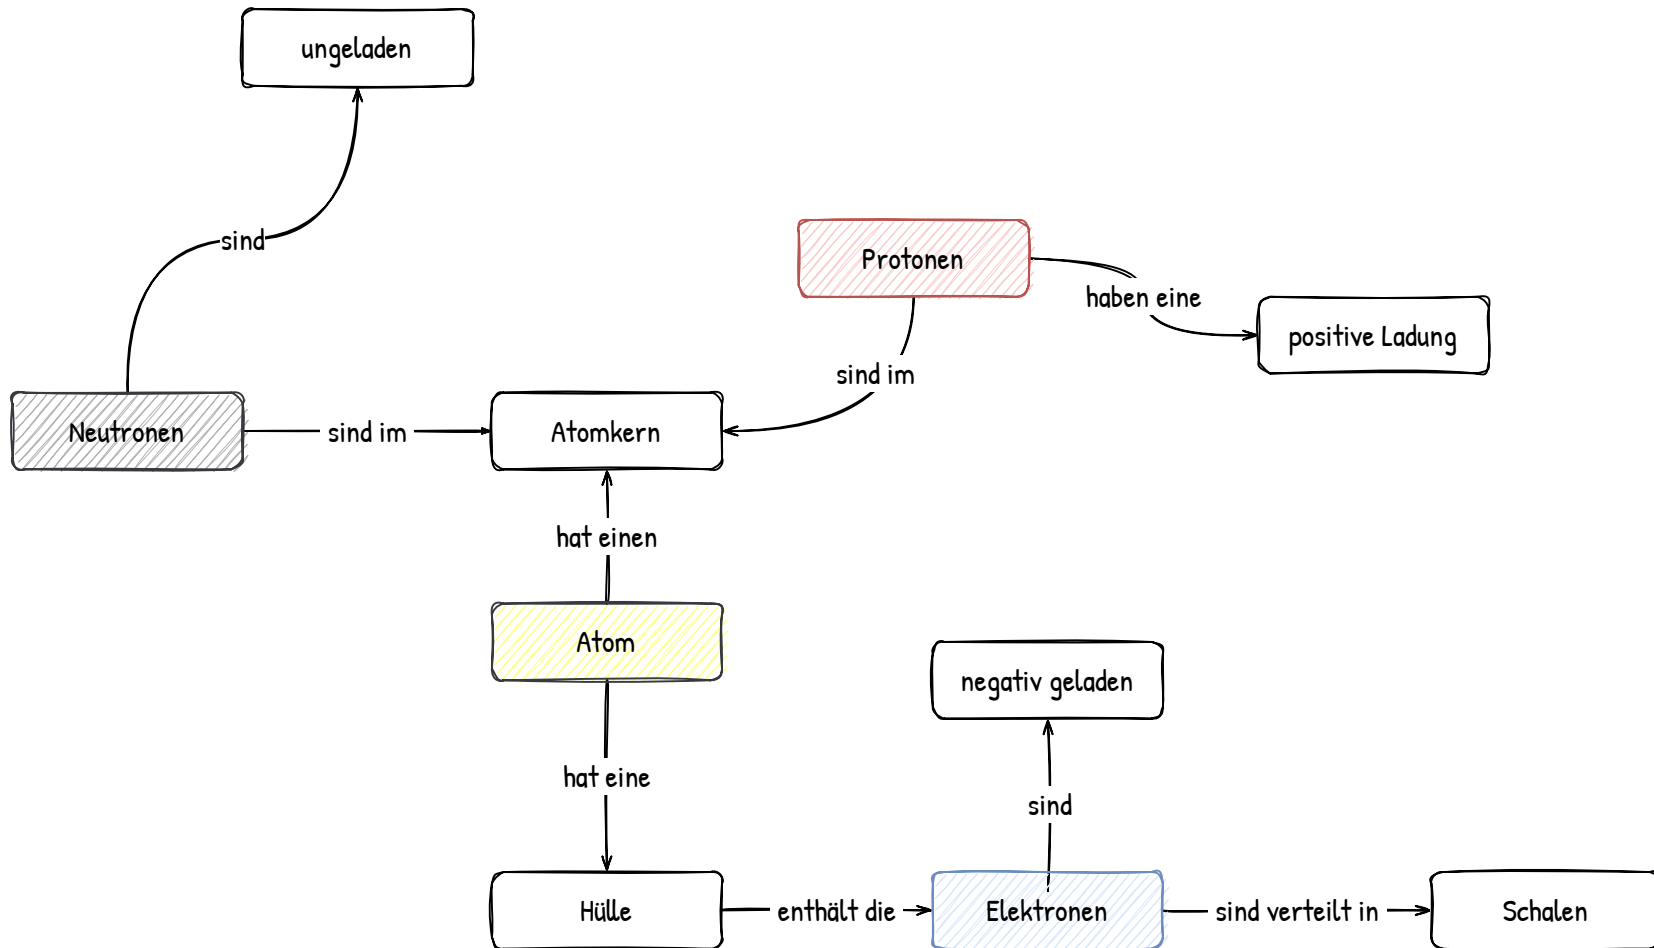 ungeladen
sind
Protonen
haben eine
positive Ladung
sind im
Neutronen
sind im
Atomkern
hat einen
Atom
negativ geladen
hat eine
sind
Hülle
enthält die
Elektronen
sind verteilt in
Schalen